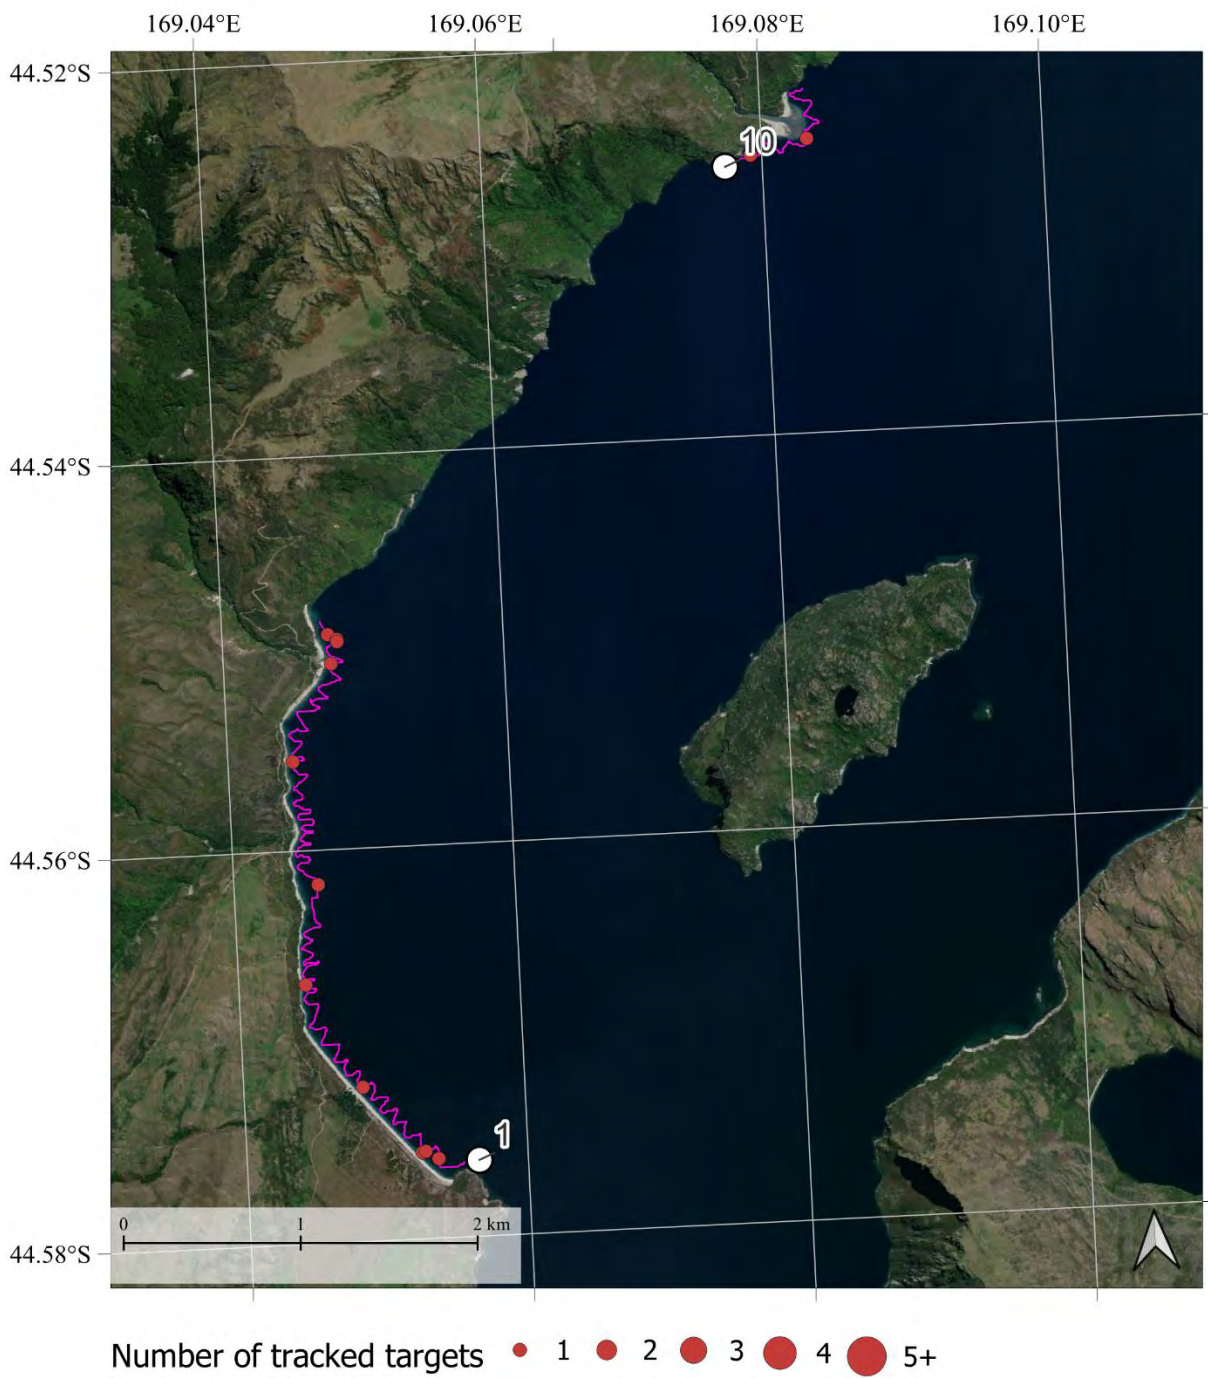 169.04°E 169.06°E 169.08°E 169.10°E
44.52°S
10
44.54°S
44.56°S
1
0 1 2 km
44.58°S
Number of tracked targets 1 2 3 4 5+